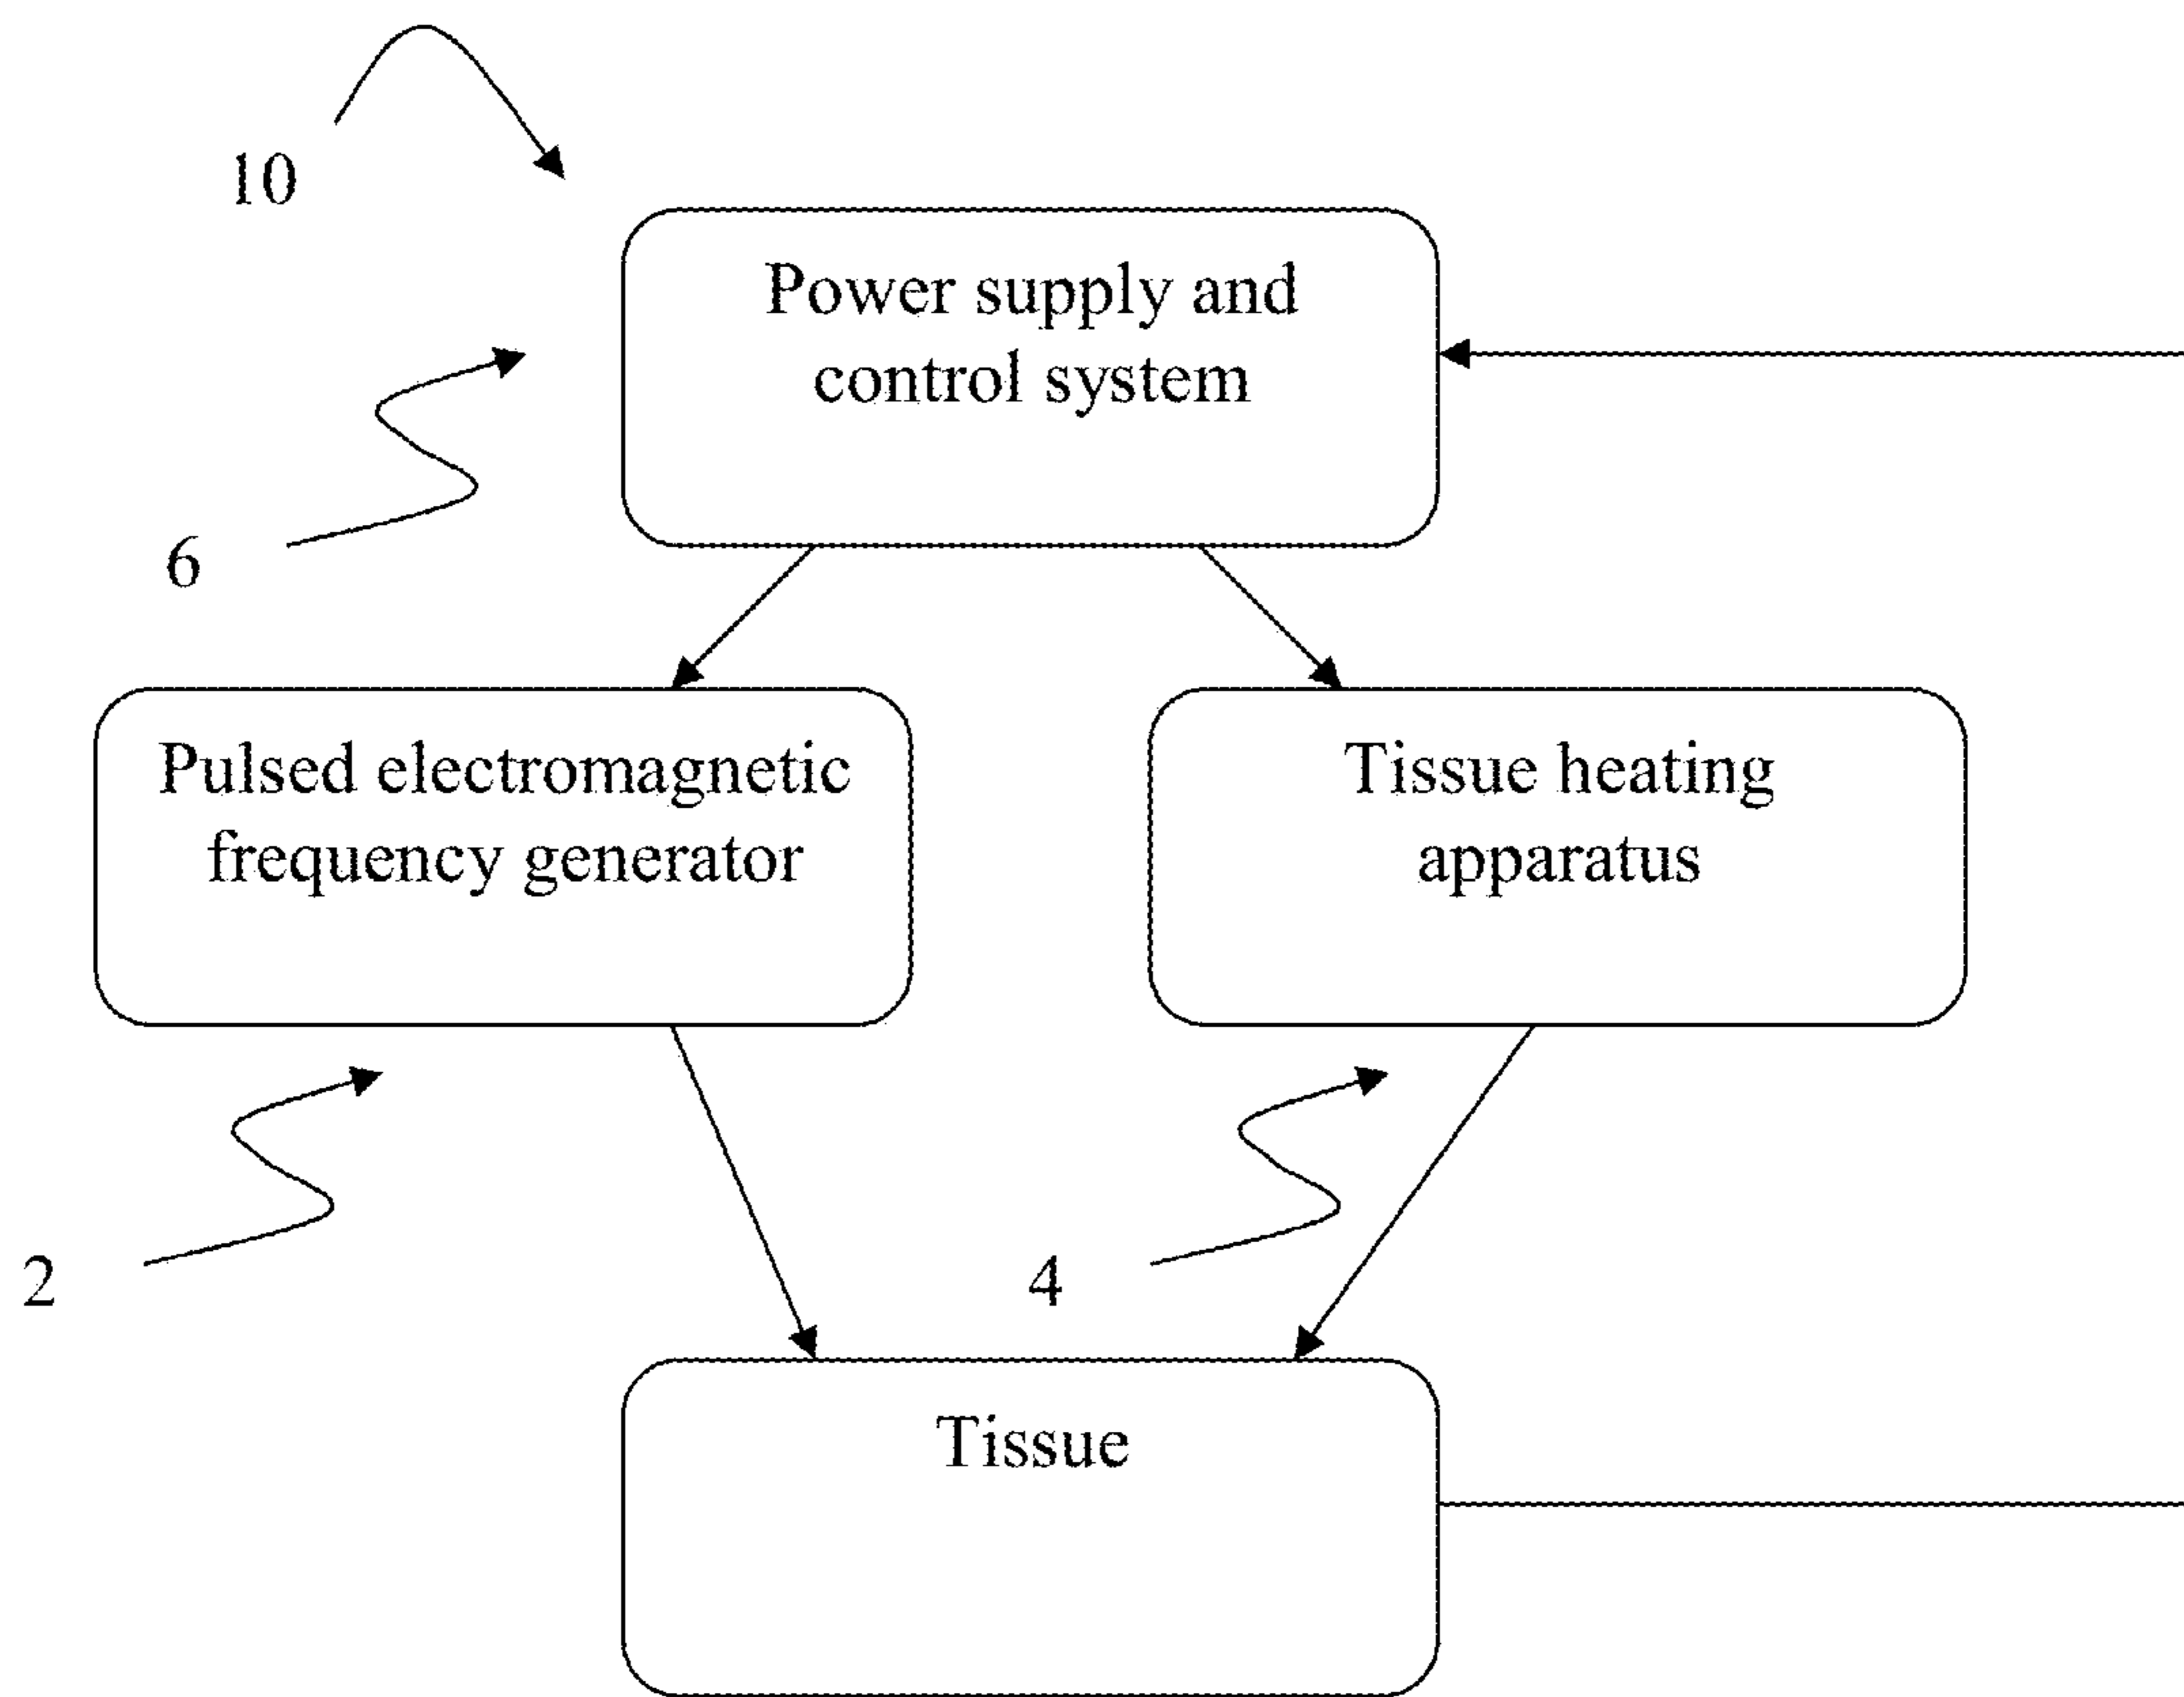 10
Power supply and
control system
6
Pulsed electromagnetic
frequency generator
Tissue heating
apparatus
2
4
Tissue